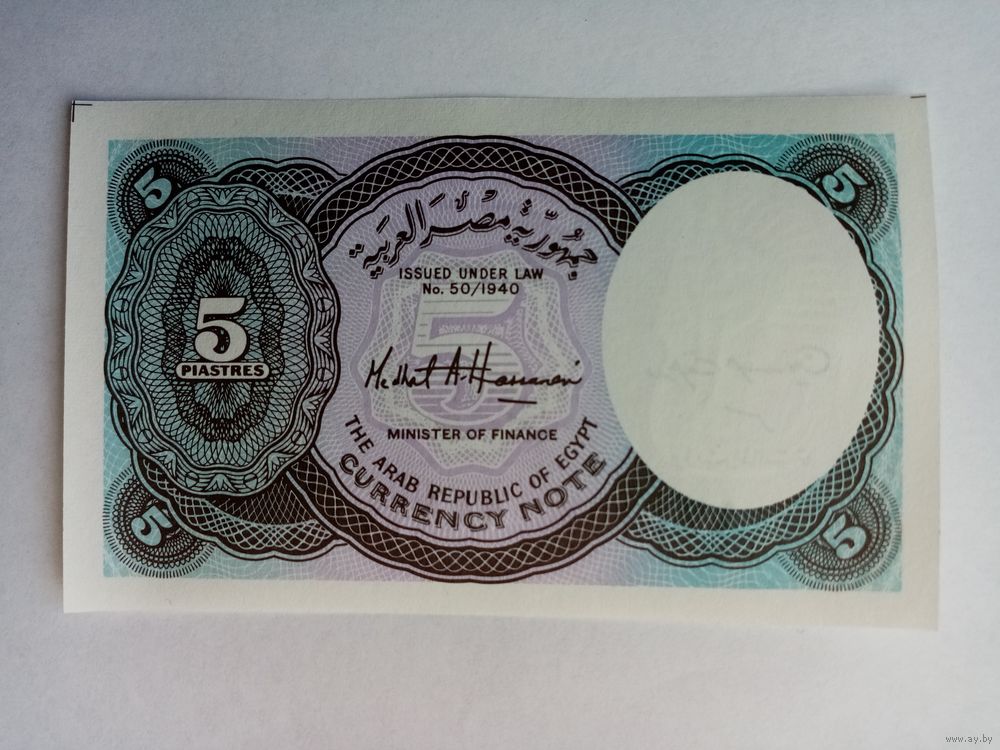 5
5
جمهورية مصر العربية
ISSUED UNDER LAW
No. 50/1940
5
PIASTRES
5
Medhat A. Hassanein
MINISTER OF FINANCE
THE ARAB REPUBLIC OF EGYPT
CURRENCY NOTE
5
5
www.ay.by